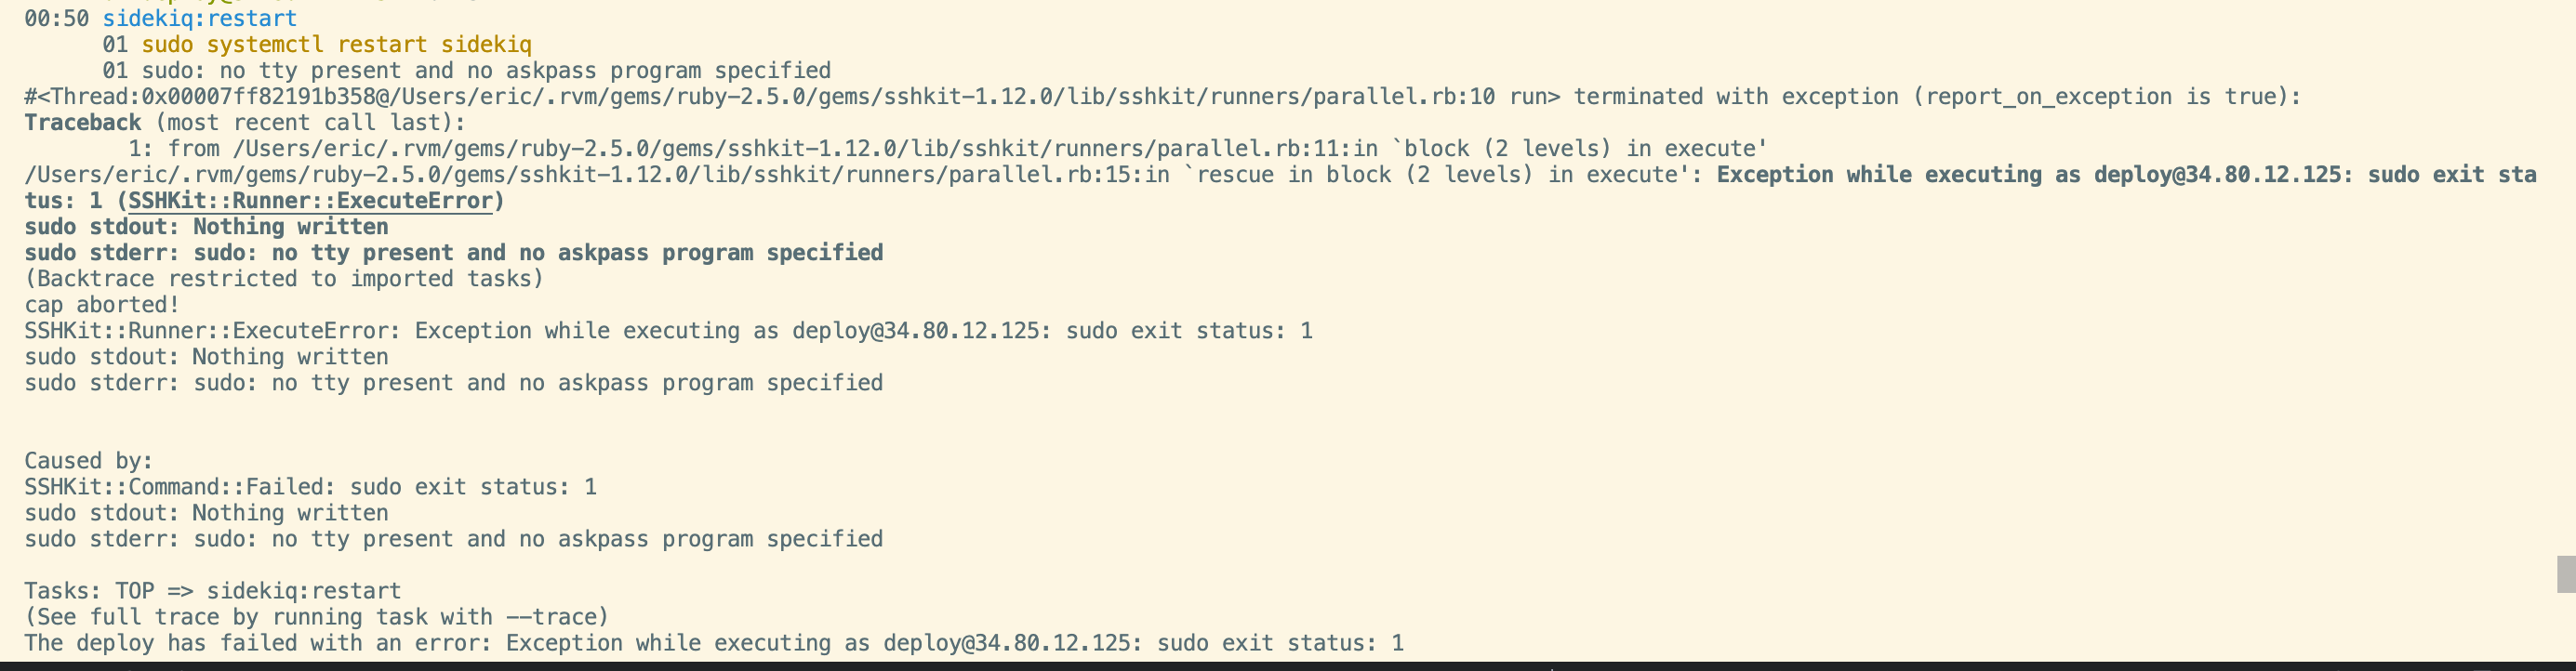 00:50 sidekiq:restart
01 sudo systemctl restart sidekiq
01 sudo: no tty present and no askpass program specified
#<Thread:0x00007ff82191b358@/Users/eric/.rvm/gems/ruby-2.5.0/gems/sshkit-1.12.0/lib/sshkit/runners/parallel.rb:10 run> terminated with exception (report_on_exception is true):
Traceback (most recent call last):
1: from /Users/eric/.rvm/gems/ruby-2.5.0/gems/sshkit-1.12.0/lib/sshkit/runners/parallel.rb:11:in `block (2 levels) in execute'
/Users/eric/.rvm/gems/ruby-2.5.0/gems/sshkit-1.12.0/lib/sshkit/runners/parallel.rb:15:in `rescue in block (2 levels) in execute': Exception while executing as deploy@34.80.12.125: sudo exit sta
tus: 1 (SSHKit::Runner::ExecuteError)
sudo stdout: Nothing written
sudo stderr: sudo: no tty present and no askpass program specified
(Backtrace restricted to imported tasks)
cap aborted!
SSHKit::Runner::ExecuteError: Exception while executing as deploy@34.80.12.125: sudo exit status: 1
sudo stdout: Nothing written
sudo stderr: sudo: no tty present and no askpass program specified
Caused by:
SSHKit::Command::Failed: sudo exit status: 1
sudo stdout: Nothing written
sudo stderr: sudo: no tty present and no askpass program specified
Tasks: TOP => sidekiq:restart
(See full trace by running task with --trace)
The deploy has failed with an error: Exception while executing as deploy@34.80.12.125: sudo exit status: 1